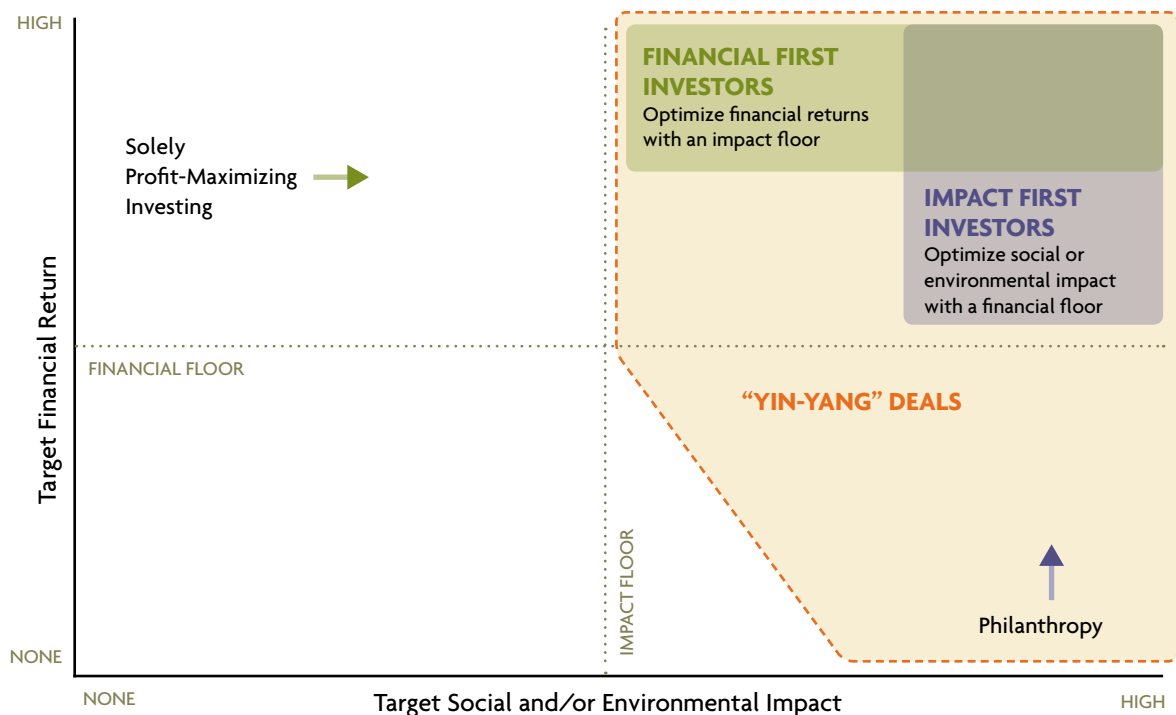 HIGH
FINANCIAL FIRST
INVESTORS
Optimize financial returns
with an impact floor
Solely
Profit-Maximizing
Investing
IMPACT FIRST
INVESTORS
Optimize social or
environmental impact
with a financial floor
Target Financial Return
FINANCIAL FLOOR
“YIN-YANG” DEALS
IMPACT FLOOR
Philanthropy
NONE
NONE
Target Social and/or Environmental Impact
HIGH